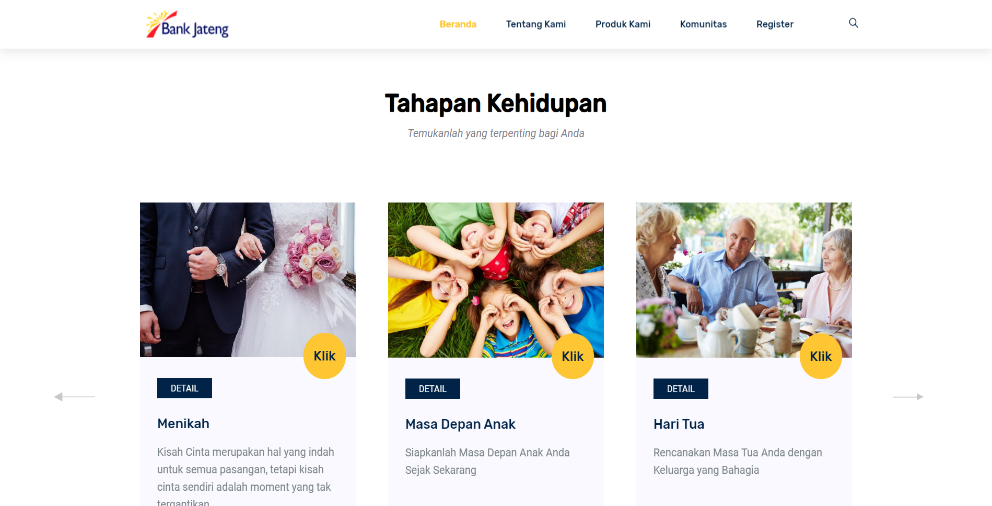 Bank Jateng
Beranda
Tentang Kami
Produk Kami
Komunitas
Register
Tahapan Kehidupan
Temukanlah yang terpenting bagi Anda
Klik
DETAIL
Menikah
Kisah Cinta merupakan hal yang indah
untuk semua pasangan, tetapi kisah
cinta sendiri adalah moment yang tak
tergantikan
Klik
DETAIL
Masa Depan Anak
Siapkanlah Masa Depan Anak Anda
Sejak Sekarang
Klik
DETAIL
Hari Tua
Rencanakan Masa Tua Anda dengan
Keluarga yang Bahagia